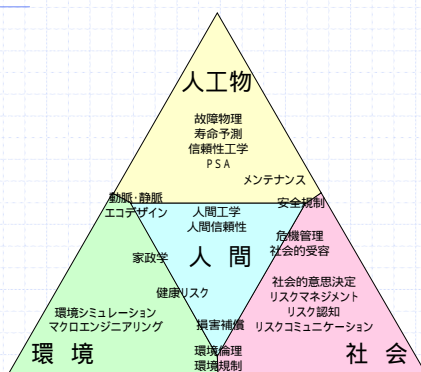 人工物
故障物理
寿命予測
信頼性工学
PSA
メンテナンス
動脈・静脈
エコデザイン
安全規制
人間工学
人間信頼性
危機管理
社会的受容
人間
家政学
健康リスク
社会的意思決定
リスクマネジメント
リスク認知
リスクコミュニケーション
環境シミュレーション
マクロエンジニアリング
損害補償
環境倫理
環境規制
環境
社会